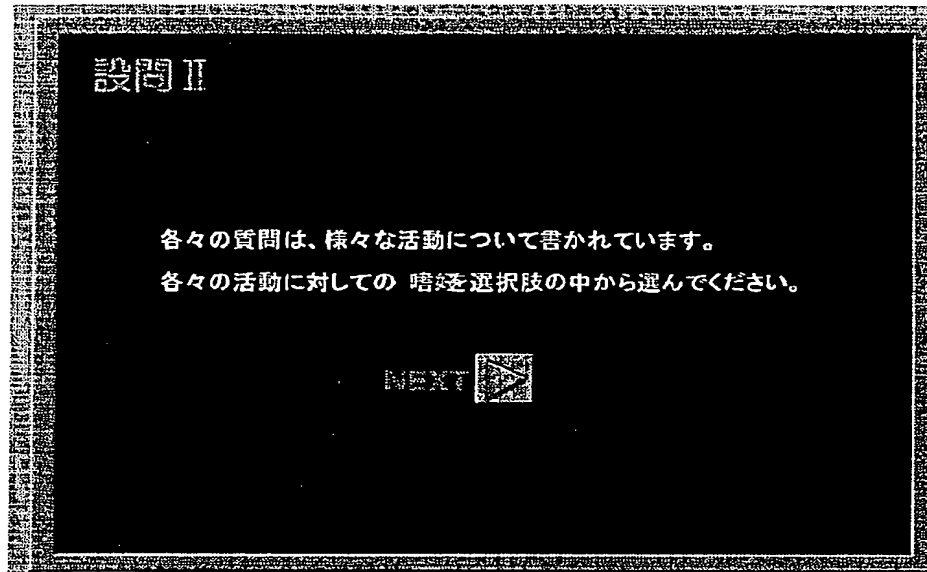 設問 II
各々の質問は、様々な活動について書かれています。
各々の活動に対しての 嗜好を選択肢の中から選んでください。
NEXT